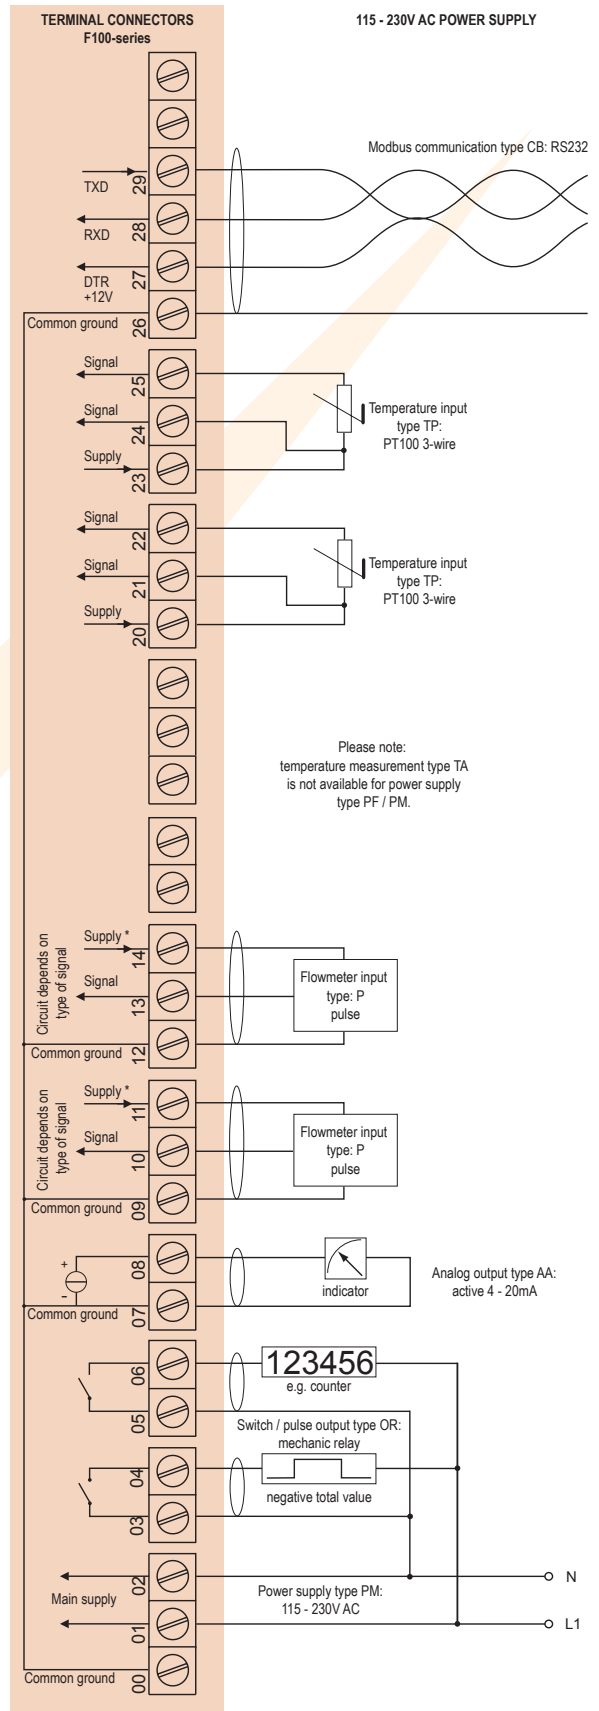 TERMINAL CONNECTORS
F100-series
115 - 230V AC POWER SUPPLY
Modbus communication type CB: RS232
TXD
29
RXD
28
DTR
+12V
27
Common ground
26
Signal
25
Signal
24
Supply
23
Temperature input
type TP:
PT100 3-wire
Signal
22
Signal
21
Supply
20
Temperature input
type TP:
PT100 3-wire
Please note:
temperature measurement type TA
is not available for power supply
type PF / PM.
Circuit depends on
type of signal
Supply *
14
Signal
13
Common ground
12
Flowmeter input
type: P
pulse
Circuit depends on
type of signal
Supply *
11
Signal
10
Common ground
09
Flowmeter input
type: P
pulse
+
08
-
Common ground
07
indicator
Analog output type AA:
active 4 - 20mA
06
123456
e.g. counter
05
Switch / pulse output type OR:
mechanic relay
04
negative total value
03
02
Main supply
01
Power supply type PM:
115 - 230V AC
N
L1
Common ground
00